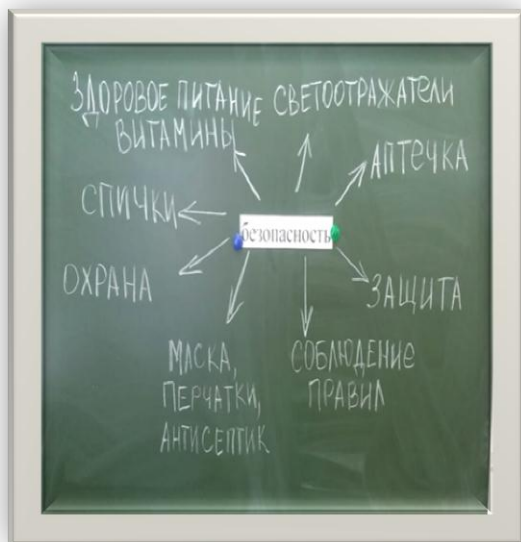 ЗДОРОВОЕ ПИТАНИЕ
ВИТАМИНЫ
СВЕТООТРАЖАТЕЛИ
АПТЕЧКА
СПИЧКИ
безопасность
ОХРАНА
ЗАЩИТА
МАСКА,
ПЕРЧАТКИ,
АНТИСЕПТИК
СОБЛЮДЕНИЕ
ПРАВИЛ